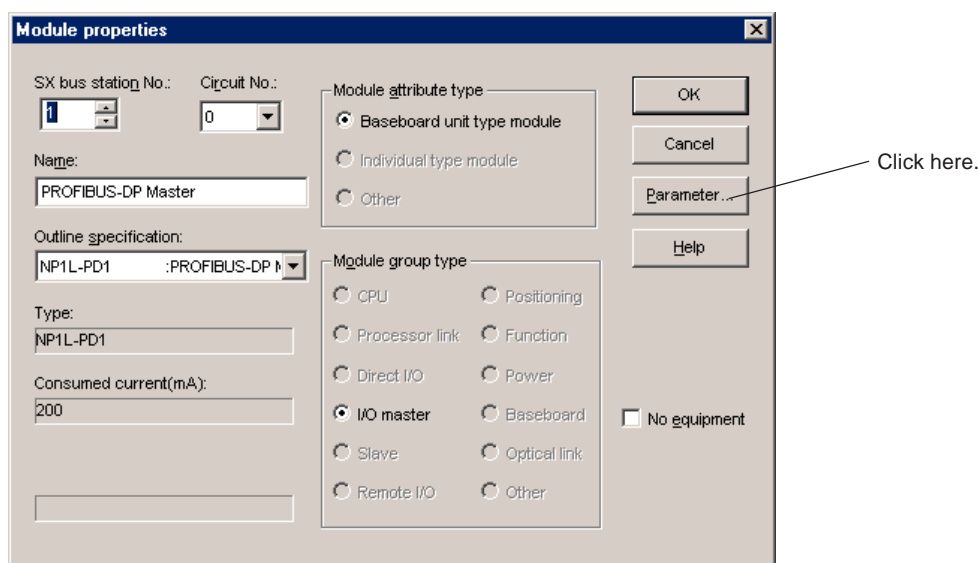 Module properties
SX bus station No.:
1
Circuit No.:
0
Name:
PROFIBUS-DP Master
Outline specification:
NP1L-PD1 :PROFIBUS-DP
Type:
NP1L-PD1
Consumed current(mA):
200
Module attribute type
Baseboard unit type module
Individual type module
Other
Module group type
CPU
Positioning
Processor link
Function
Direct I/O
Power
I/O master
Baseboard
Slave
Optical link
Remote I/O
Other
OK
Cancel
Parameter...
Help
No equipment
Click here.